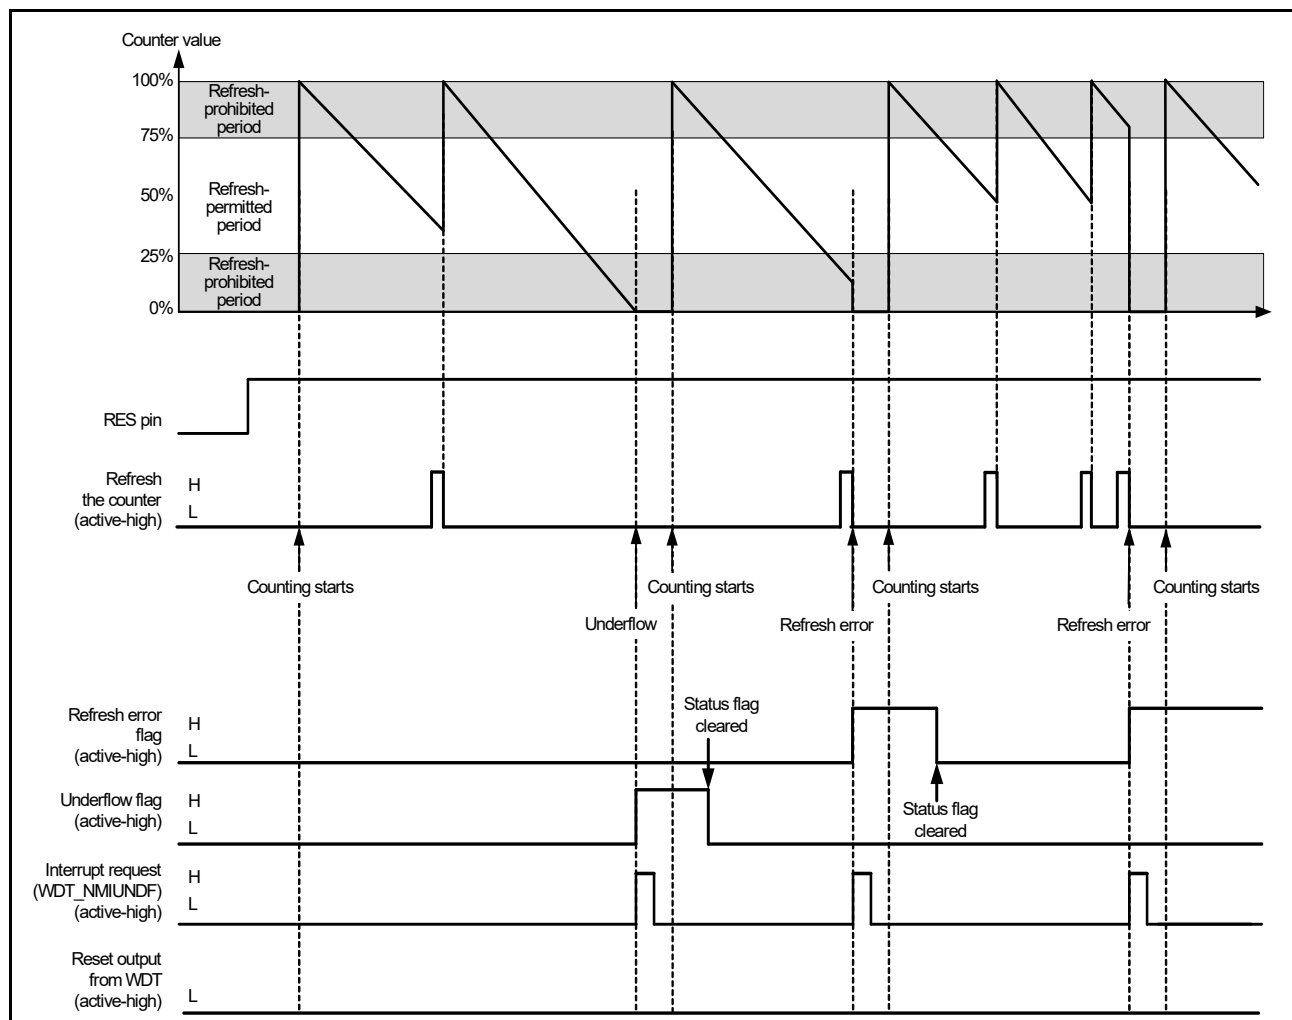 Counter value
100%
Refresh-
prohibited
period
75%
50%
Refresh-
permitted
period
25%
Refresh-
prohibited
period
0%
RES pin
Refresh
the counter
(active-high)
H
L
Counting starts
Counting starts
Counting starts
Counting starts
Underflow
Refresh error
Refresh error
Refresh error
flag
(active-high)
H
L
Status flag
cleared
Status flag
cleared
Underflow flag
(active-high)
H
L
Interrupt request
(WDT_NMIUNDF)
(active-high)
H
L
Reset output
from WDT
(active-high)
L